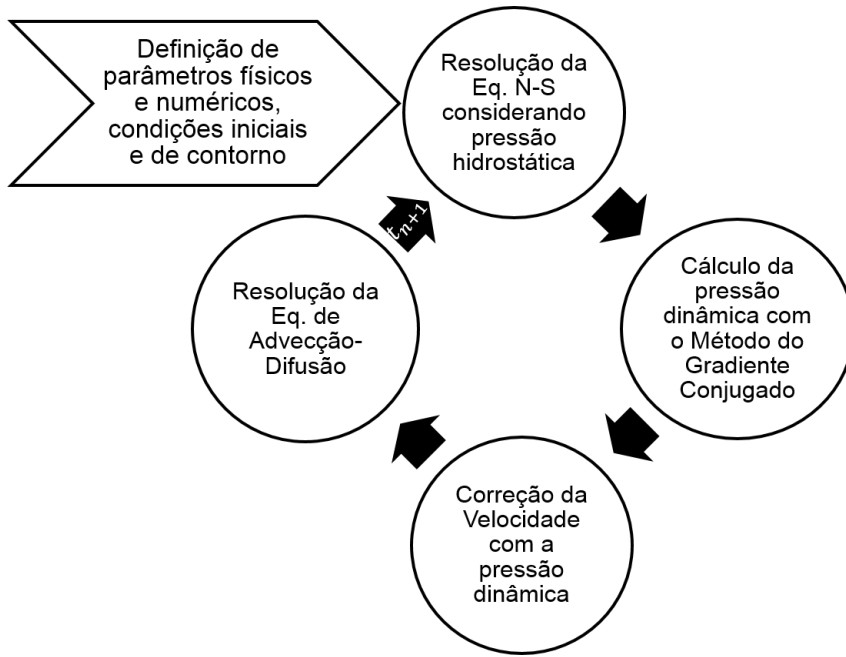 Definição de
parâmetros físicos
e numéricos,
condições iniciais
e de contorno
Resolução da
Eq. N-S
considerando
pressão
hidrostática
Cálculo da
pressão
dinâmica com
o Método do
Gradiente
Conjugado
Correção da
Velocidade
com a
pressão
dinâmica
Resolução da
Eq. de
Advecção-
Difusão
t_{n+1}